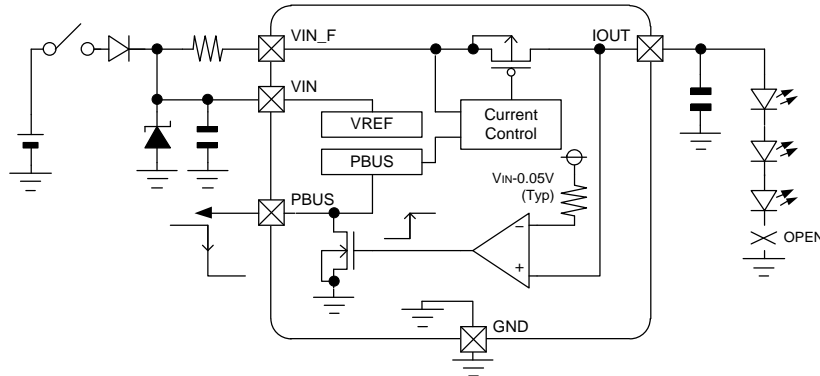 VIN_F
IOUT
VIN
VREF
Current
Control
PBUS
VIN-0.05V
(Typ)
PBUS
−
+
OPEN
GND